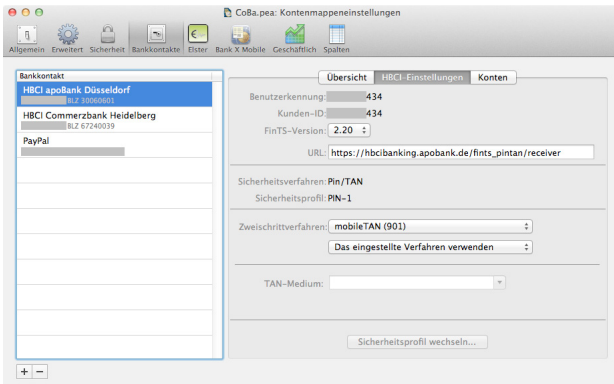 CoBa.pea: Kontenmappeneinstellungen
Allgemein Erweitert Sicherheit Bankkontakte Elster Bank X Mobile Geschäftlich Spalten
Bankkontakt
HBCI apoBank Düsseldorf
BLZ 30060601
HBCI Commerzbank Heidelberg
BLZ 67240039
PayPal
Übersicht HBCI-Einstellungen Konten
Benutzerkennung: 434
Kunden-ID: 434
FinTS-Version: 2.20
URL: https://hbcibanking.apobank.de/fints_pintan/receiver
Sicherheitsverfahren: Pin/TAN
Sicherheitsprofil: PIN-1
Zweischrittverfahren: mobileTAN (901)
Das eingestellte Verfahren verwenden
TAN-Medium:
Sicherheitsprofil wechseln...
+ −